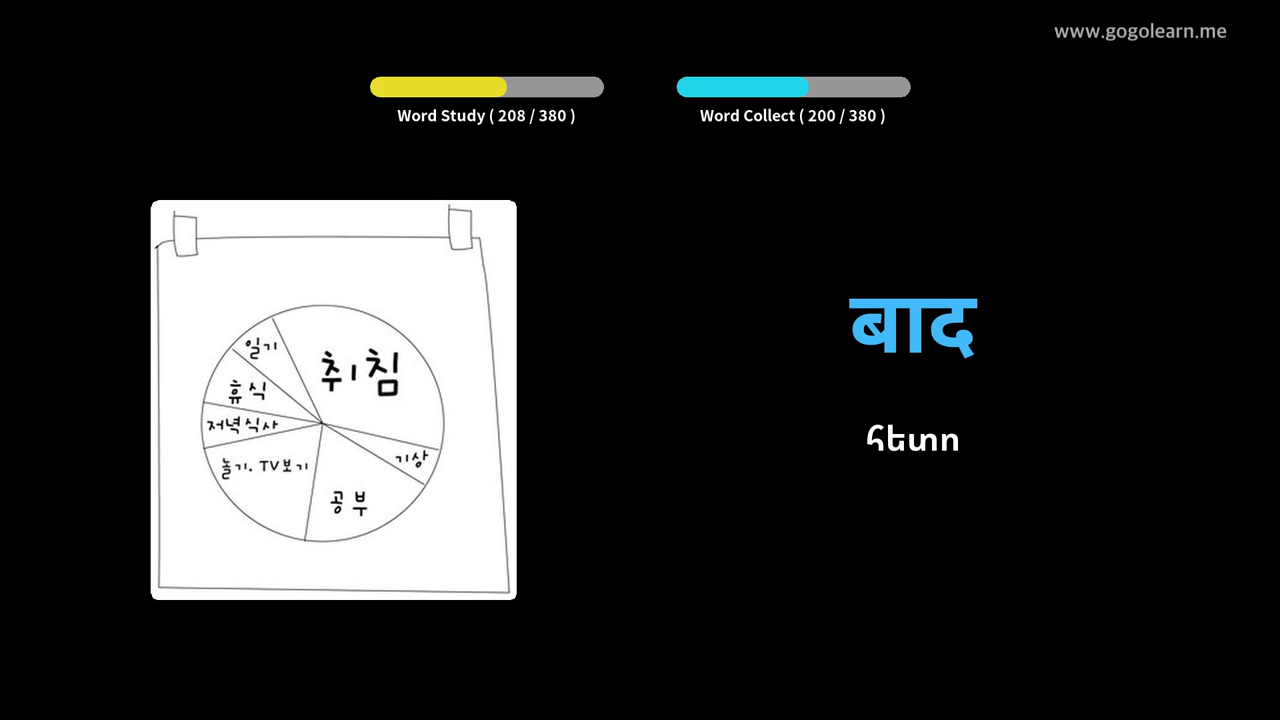 www.gogolearn.me
Word Study ( 208 / 380 )
Word Collect ( 200 / 380 )
일기
취침
휴식
저녁식사
놀기. TV보기
기상
공부
बाद
հետո